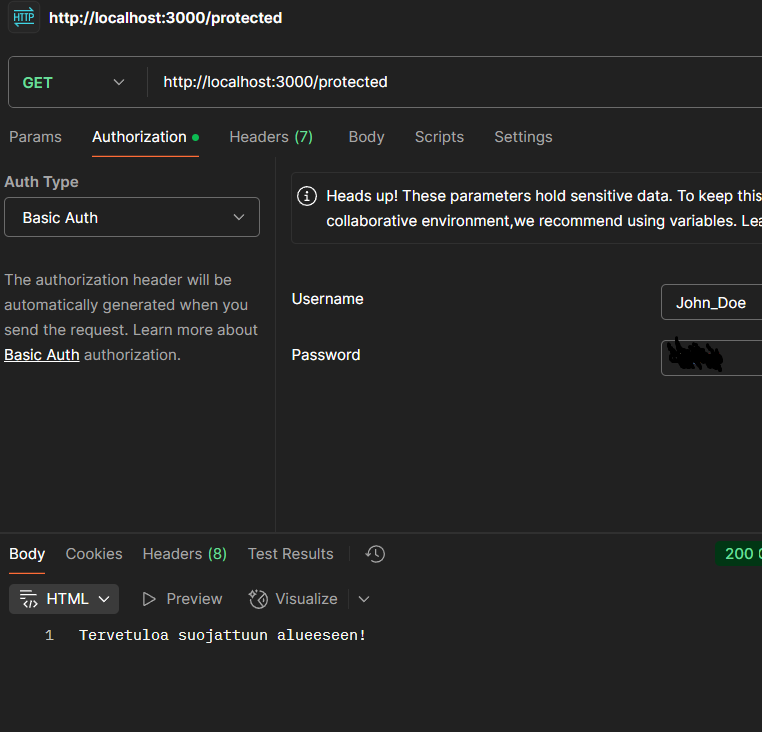 HTTP http://localhost:3000/protected
GET http://localhost:3000/protected
Params Authorization Headers (7) Body Scripts Settings
Auth Type
Basic Auth
The authorization header will be
automatically generated when you
send the request. Learn more about
Basic Auth authorization.
Heads up! These parameters hold sensitive data. To keep this
collaborative environment,we recommend using variables.
Username
John_Doe
Password
Body Cookies Headers (8) Test Results
200
HTML Preview Visualize
1 Tervetuloa suojattuun alueeseen!